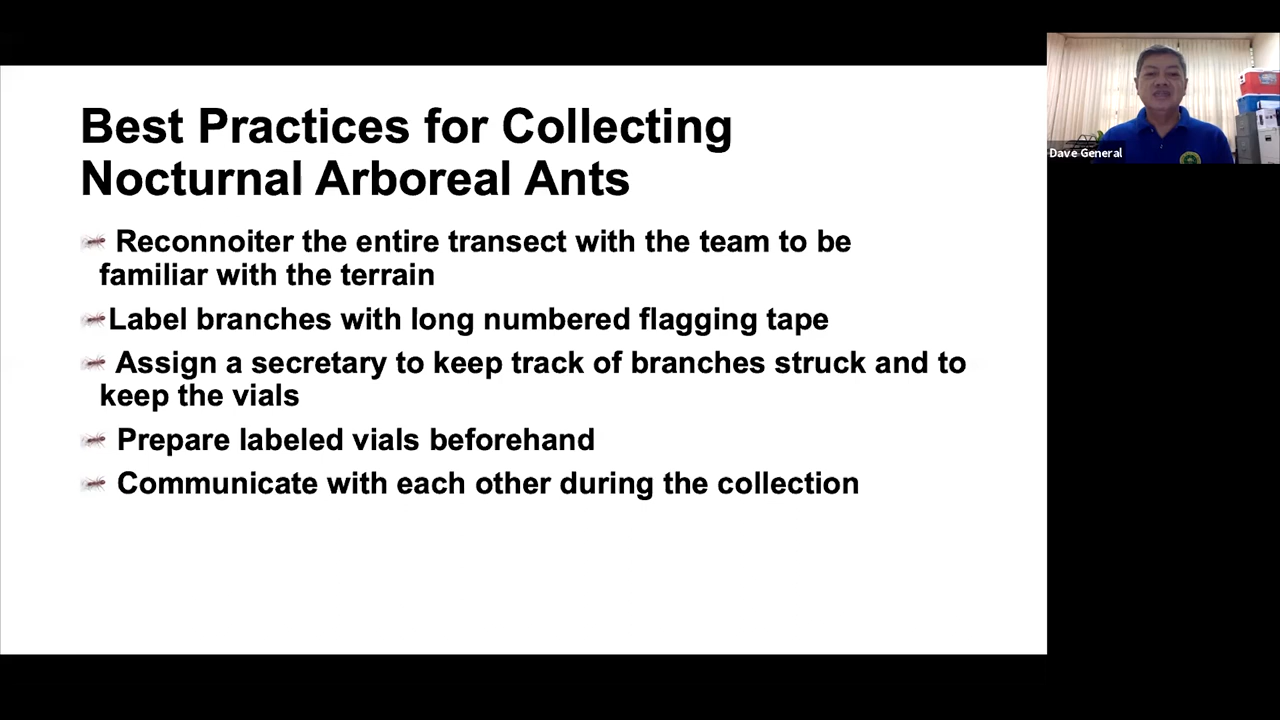 Best Practices for Collecting
Nocturnal Arboreal Ants
Reconnoiter the entire transect with the team to be
familiar with the terrain
Label branches with long numbered flagging tape
Assign a secretary to keep track of branches struck and to
keep the vials
Prepare labeled vials beforehand
Communicate with each other during the collection
Dave General